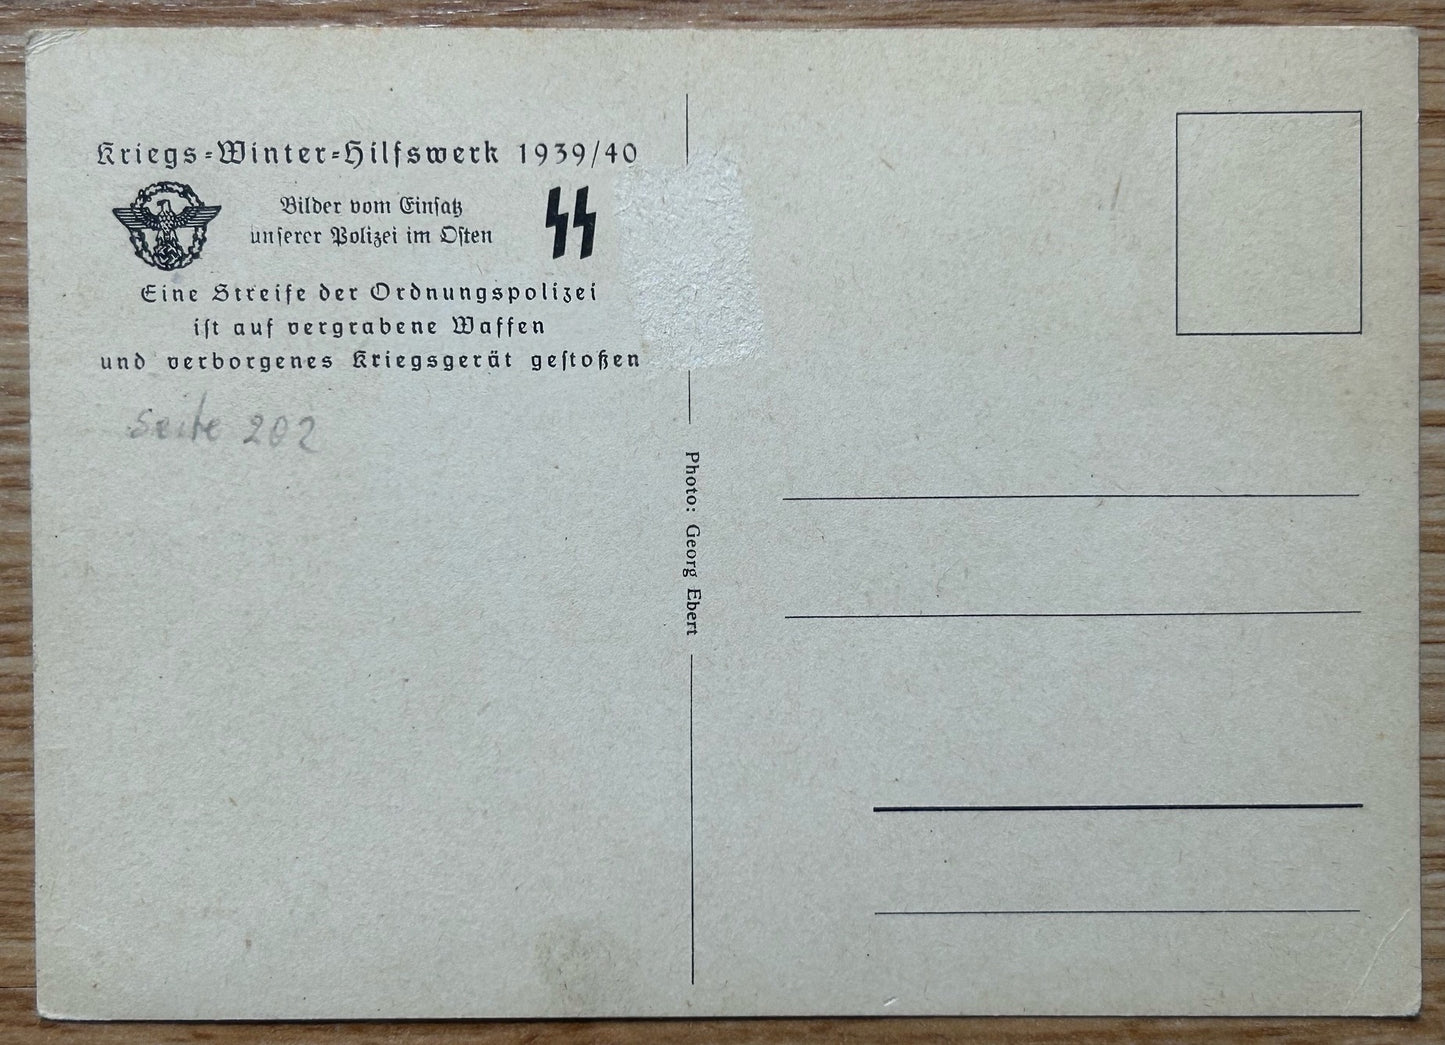 Kriegs-Winter-Hilfswerk 1939/40
Bilder vom Einsatz
unserer Polizei im Osten
Eine Streife der Ordnungspolizei
ist auf vergrabene Waffen
und verborgenes Kriegsgerät gestoßen
Seite 202
Photo: Georg Ebert